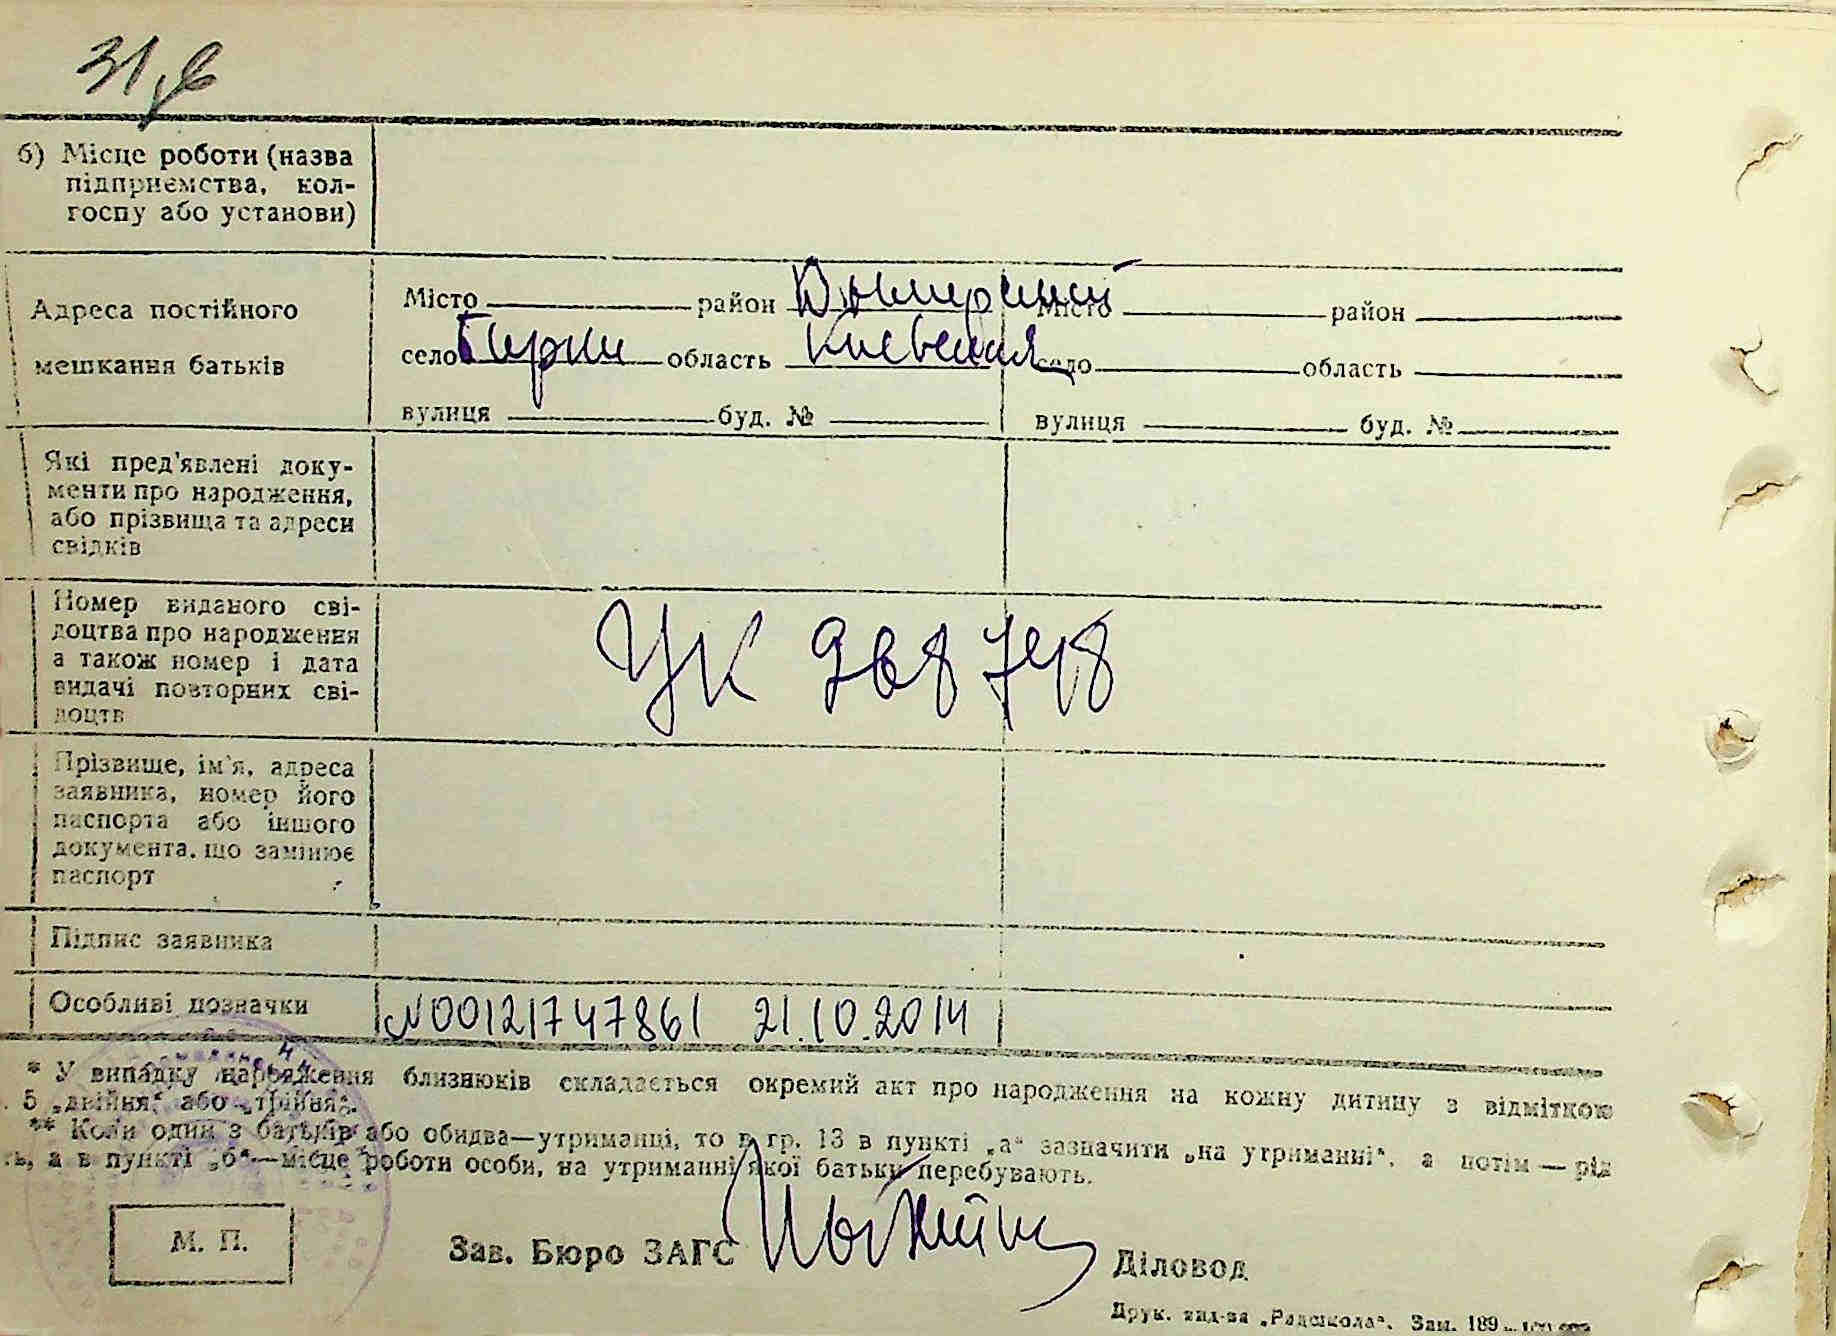 31
б) Місце роботи (назва
підприємства, кол-
госпу або установи)
Адреса постійного
мешкання батьків
Місто район Дымерский
село Гирки область Киевская
вулиця буд. №
Місто район
село область
вулиця буд. №
Які пред'явлені доку-
менти про народження,
або прізвища та адреси
свідків
Номер виданого сві-
доцтва про народження
а також номер і дата
видачі повторних сві-
доцтв
УК 968748
Прізвище, ім'я, адреса
заявника, номер його
паспорта або іншого
документа, що замінює
паспорт
Підпис заявника
Особливі позначки
N00121747861 21.10.2014
* У випадку народження близнюків складається окремий акт про народження на кожну дитину з відміткою
5 „двійня“ або „трійня“.
** Коли один з батьків або обидва—утриманці, то в гр. 13 в пункті „а“ зазначити „на утриманні“, а потім — рід
ть, а в пункті „б“—місце роботи особи, на утриманні якої батьки перебувають.
М. П.
Зав. Бюро ЗАГС
Діловод
Друк. вид-ва „Радшкола“. Зам. 189